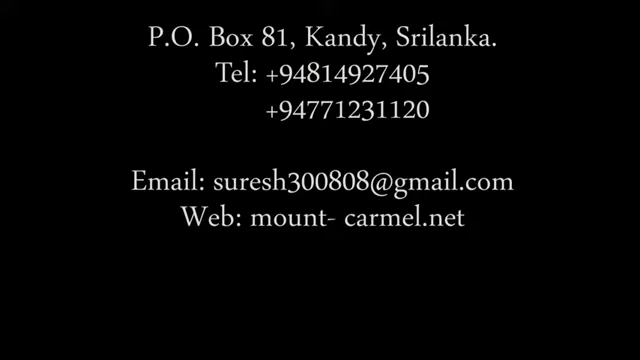 P.O. Box 81, Kandy, Srilanka.
Tel: +94814927405
+94771231120
Email: suresh300808@gmail.com
Web: mount- carmel.net